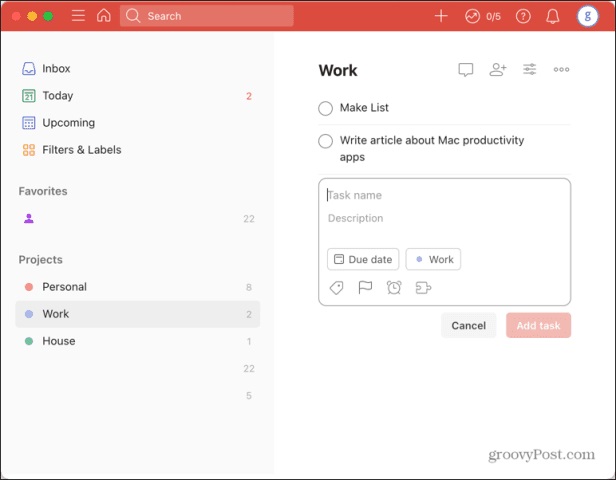 Search
0/5
?
g
Inbox
21
Today
2
Upcoming
Filters & Labels
Favorites
22
Projects
Personal
8
Work
2
House
1
22
5
Work
Make List
Write article about Mac productivity
apps
Task name
Description
Due date
Work
Cancel
Add task
groovyPost.com